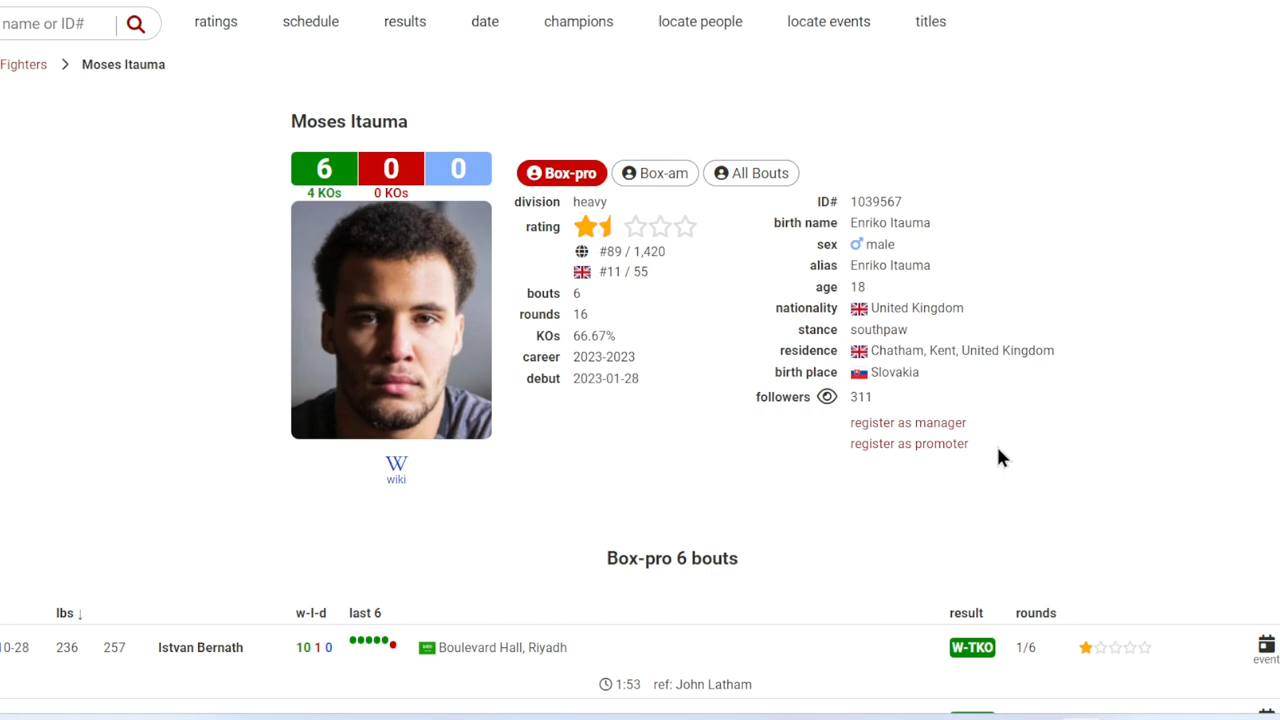 name or ID# ratings schedule results date champions locate people locate events titles
Fighters > Moses Itauma
Moses Itauma
6 0 0
4 KOs 0 KOs
Box-pro Box-am All Bouts
division heavy
rating
#89 / 1,420
#11 / 55
bouts 6
rounds 16
KOs 66.67%
career 2023-2023
debut 2023-01-28
ID# 1039567
birth name Enriko Itauma
sex male
alias Enriko Itauma
age 18
nationality United Kingdom
stance southpaw
residence Chatham, Kent, United Kingdom
birth place Slovakia
followers 311
register as manager
register as promoter
W
wiki
Box-pro 6 bouts
lbs ↓ w-l-d last 6 result rounds
10-28 236 257 Istvan Bernath 10 1 0 Boulevard Hall, Riyadh W-TKO 1/6
event
1:53 ref: John Latham